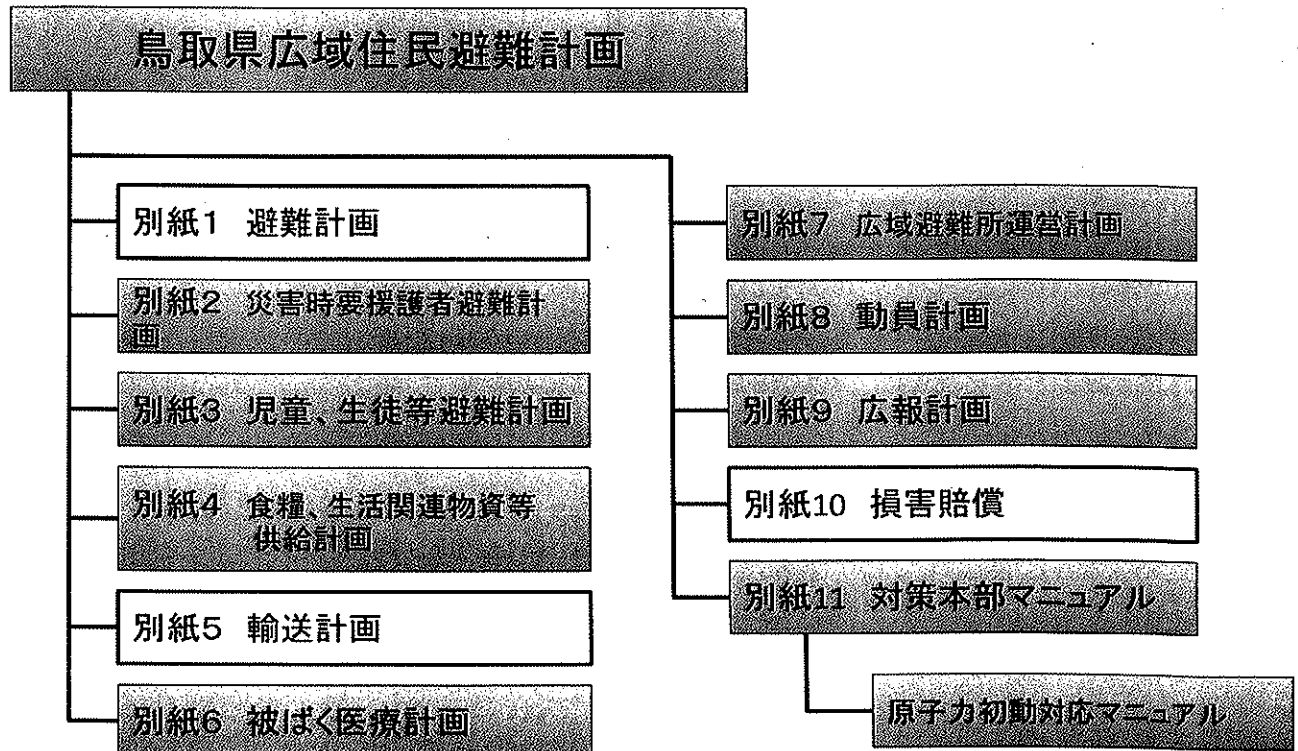 鳥取県広域住民避難計画
別紙1 避難計画
別紙2 災害時要援護者避難計
画
別紙3 児童、生徒等避難計画
別紙4 食糧、生活関連物資等
供給計画
別紙5 輸送計画
別紙6 被ばく医療計画
別紙7 広域避難所運営計画
別紙8 動員計画
別紙9 広報計画
別紙10 損害賠償
別紙11 対策本部マニュアル
原子力初動対応マニュアル